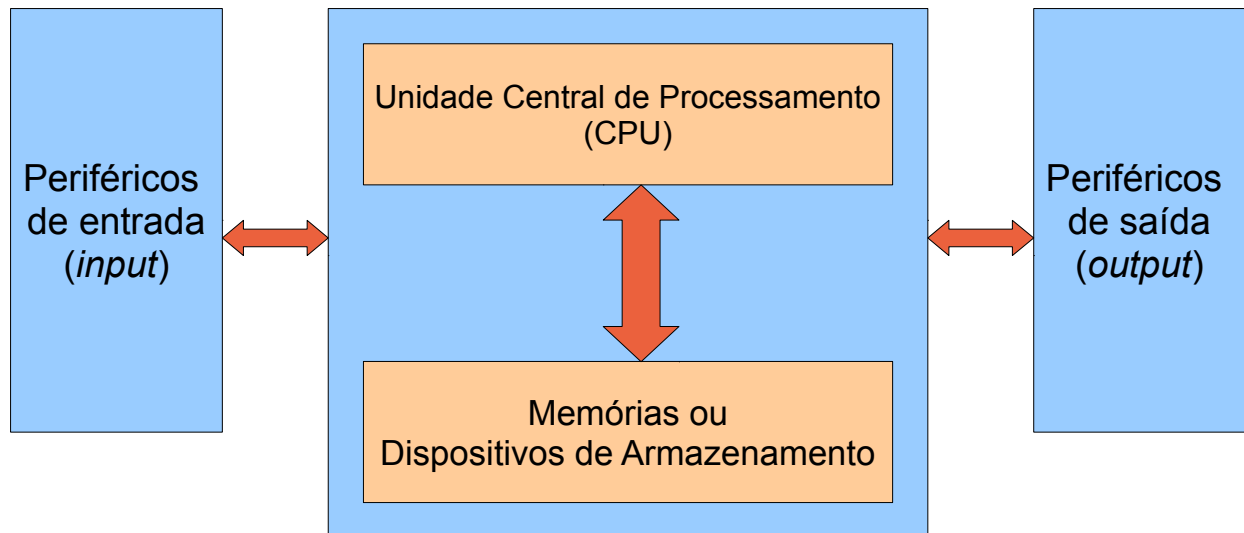 Periféricos
de entrada
(input)
Unidade Central de Processamento
(CPU)
Memórias ou
Dispositivos de Armazenamento
Periféricos
de saída
(output)